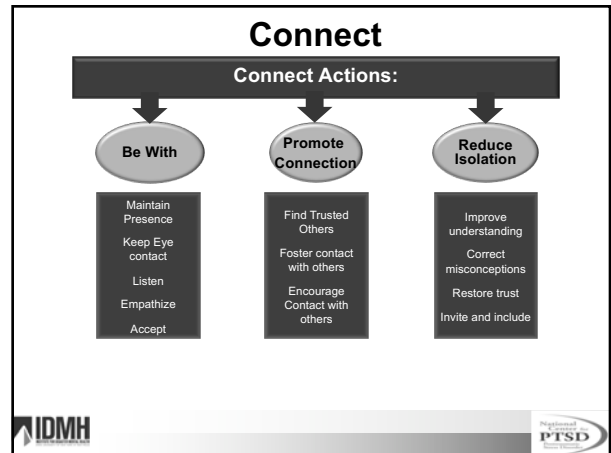 Connect
Connect Actions:
Be With
Promote
Connection
Reduce
Isolation
Maintain
Presence
Keep Eye
contact
Listen
Empathize
Accept
Find Trusted
Others
Foster contact
with others
Encourage
Contact with
others
Improve
understanding
Correct
misconceptions
Restore trust
Invite and include
IDMH
National
Center for
PTSD